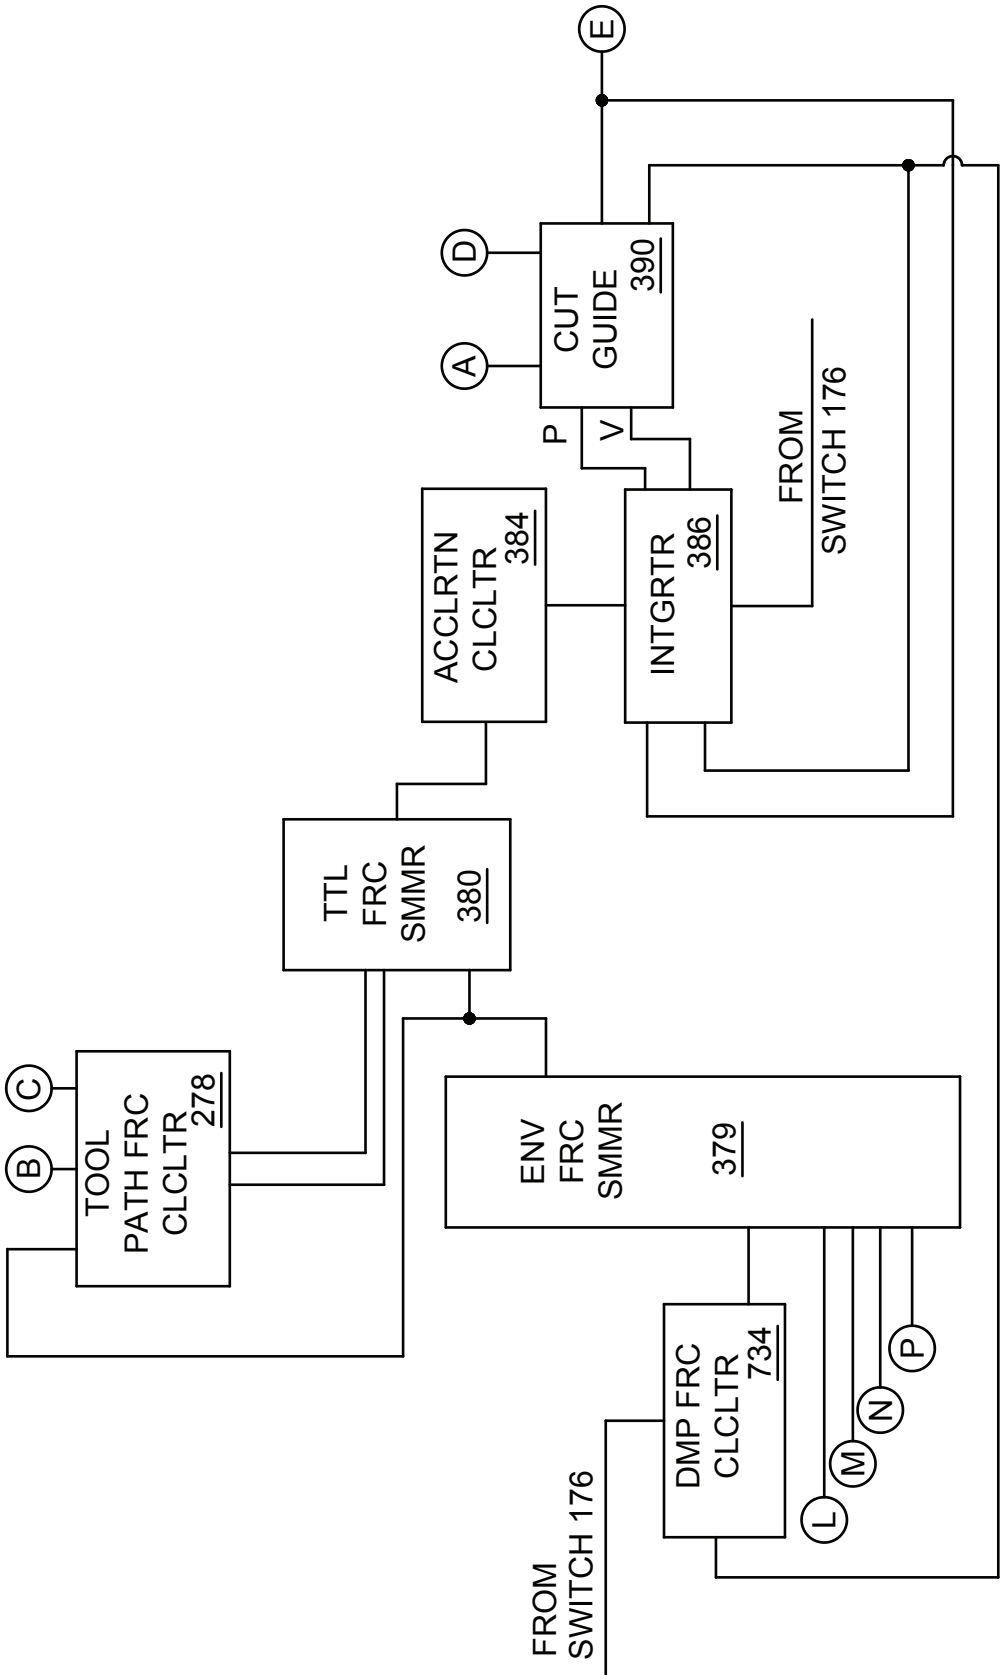 B
C
TOOL
PATH FRC
CLCLTR
278
TTL
FRC
SMMR
380
ACCLRTN
CLCLTR
384
A
D
E
CUT
GUIDE
390
P
V
INTGRTR
386
FROM
SWITCH 176
ENV
FRC
SMMR
379
FROM
SWITCH 176
DMP FRC
CLCLTR
734
L
M
N
P